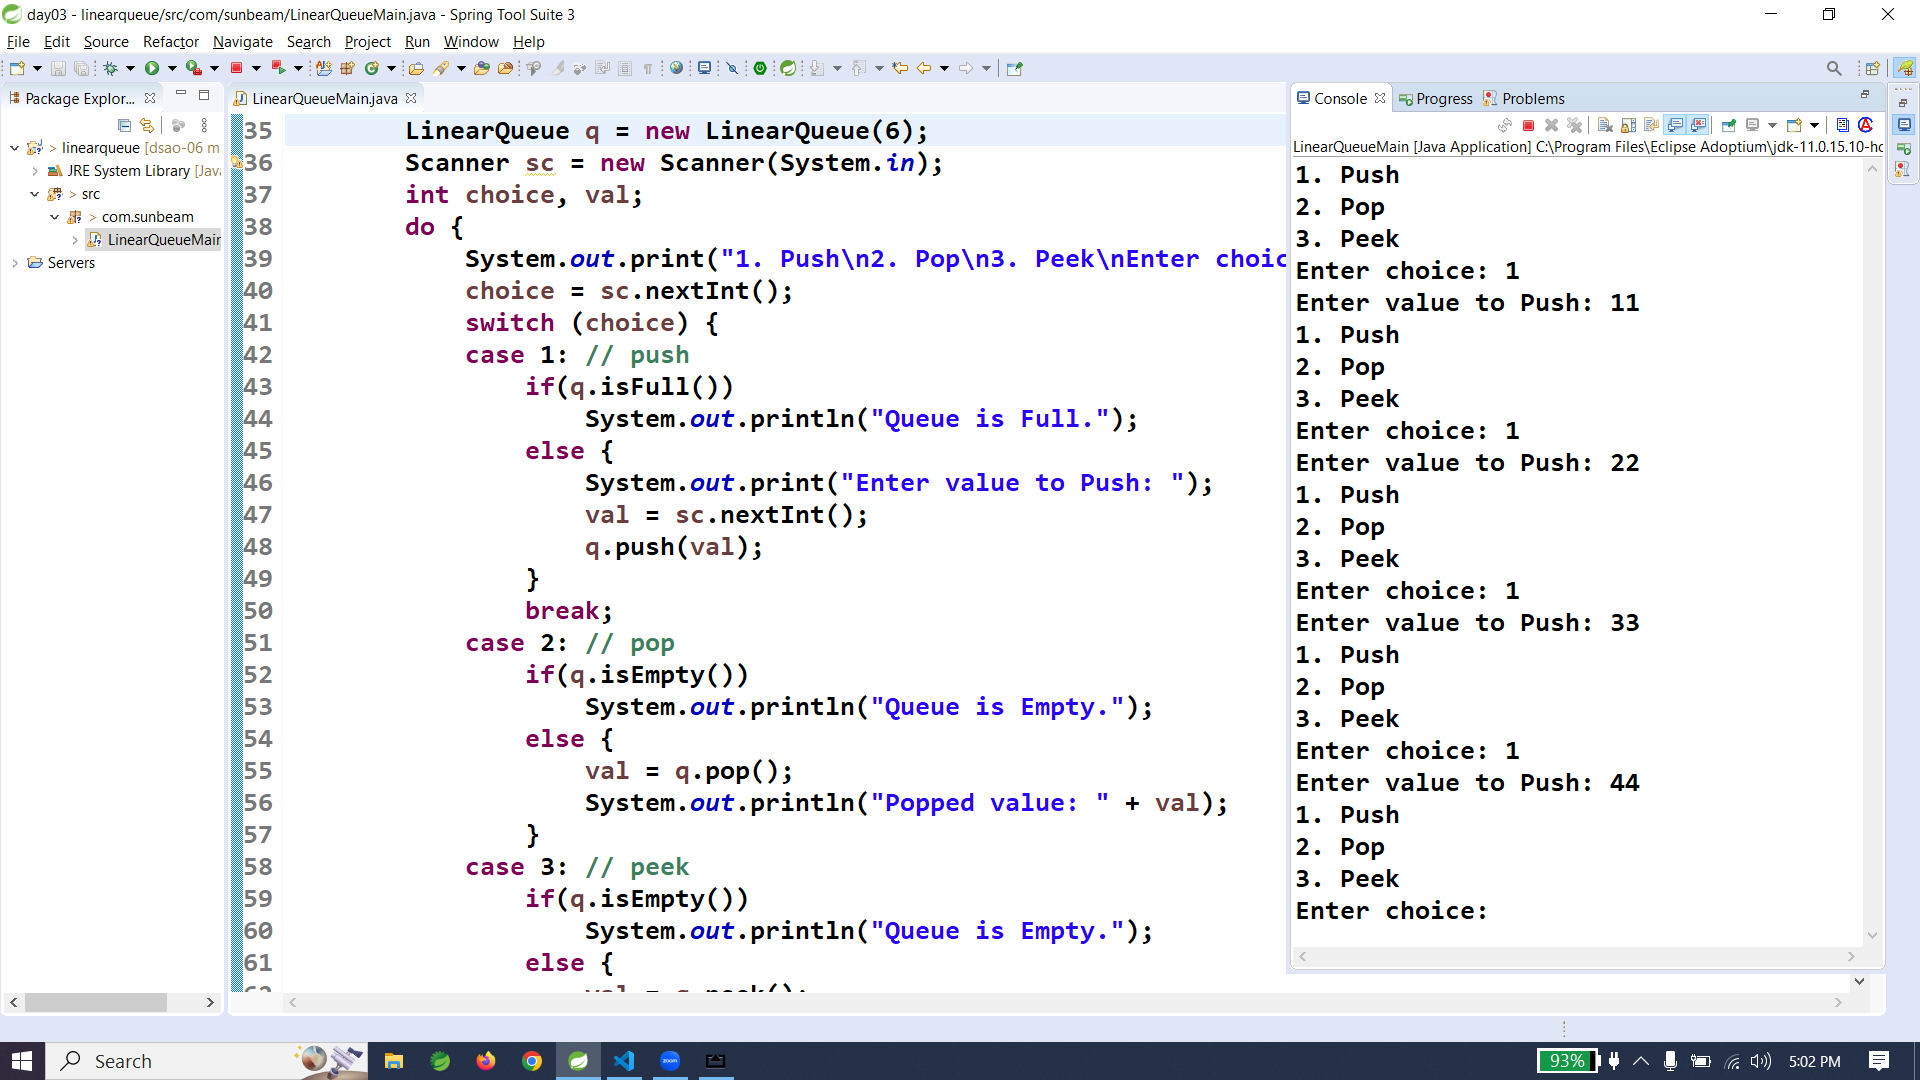 day03 - linearqueue/src/com/sunbeam/LinearQueueMain.java - Spring Tool Suite 3
File Edit Source Refactor Navigate Search Project Run Window Help
Package Explor...
linearqueue [dsao-06 m
JRE System Library [Jav
src
com.sunbeam
LinearQueueMair
Servers
LinearQueueMain.java
35 LinearQueue q = new LinearQueue(6);
36 Scanner sc = new Scanner(System.in);
37 int choice, val;
38 do {
39 System.out.print("1. Push\n2. Pop\n3. Peek\nEnter choic
40 choice = sc.nextInt();
41 switch (choice) {
42 case 1: // push
43 if(q.isFull())
44 System.out.println("Queue is Full.");
45 else {
46 System.out.print("Enter value to Push: ");
47 val = sc.nextInt();
48 q.push(val);
49 }
50 break;
51 case 2: // pop
52 if(q.isEmpty())
53 System.out.println("Queue is Empty.");
54 else {
55 val = q.pop();
56 System.out.println("Popped value: " + val);
57 }
58 case 3: // peek
59 if(q.isEmpty())
60 System.out.println("Queue is Empty.");
61 else {
62 val = q.peek();
Console Progress Problems
LinearQueueMain [Java Application] C:\Program Files\Eclipse Adoptium\jdk-11.0.15.10-hc
1. Push
2. Pop
3. Peek
Enter choice: 1
Enter value to Push: 11
1. Push
2. Pop
3. Peek
Enter choice: 1
Enter value to Push: 22
1. Push
2. Pop
3. Peek
Enter choice: 1
Enter value to Push: 33
1. Push
2. Pop
3. Peek
Enter choice: 1
Enter value to Push: 44
1. Push
2. Pop
3. Peek
Enter choice:
Search
93%
5:02 PM